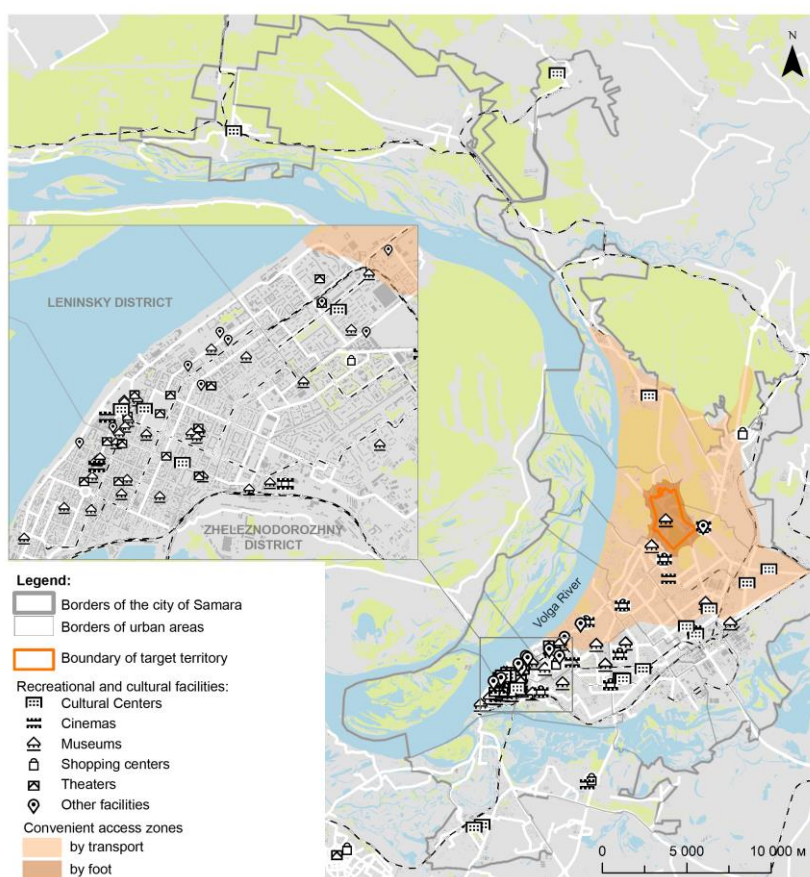 N
LENINSKY DISTRICT
ZHELEZNODOROZHNY
DISTRICT
Volga River
Legend:
Borders of the city of Samara
Borders of urban areas
Boundary of target territory
Recreational and cultural facilities:
Cultural Centers
Cinemas
Museums
Shopping centers
Theaters
Other facilities
Convenient access zones
by transport
by foot
0 5 000 10 000 м